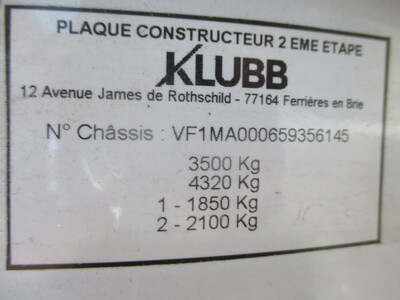 PLAQUE CONSTRUCTEUR 2 EME ETAPE
KLUBB
12 Avenue James de Rothschild - 77164 Ferrières en Brie
N° Châssis : VF1MA000659356145
3500 Kg
4320 Kg
1 - 1850 Kg
2 - 2100 Kg